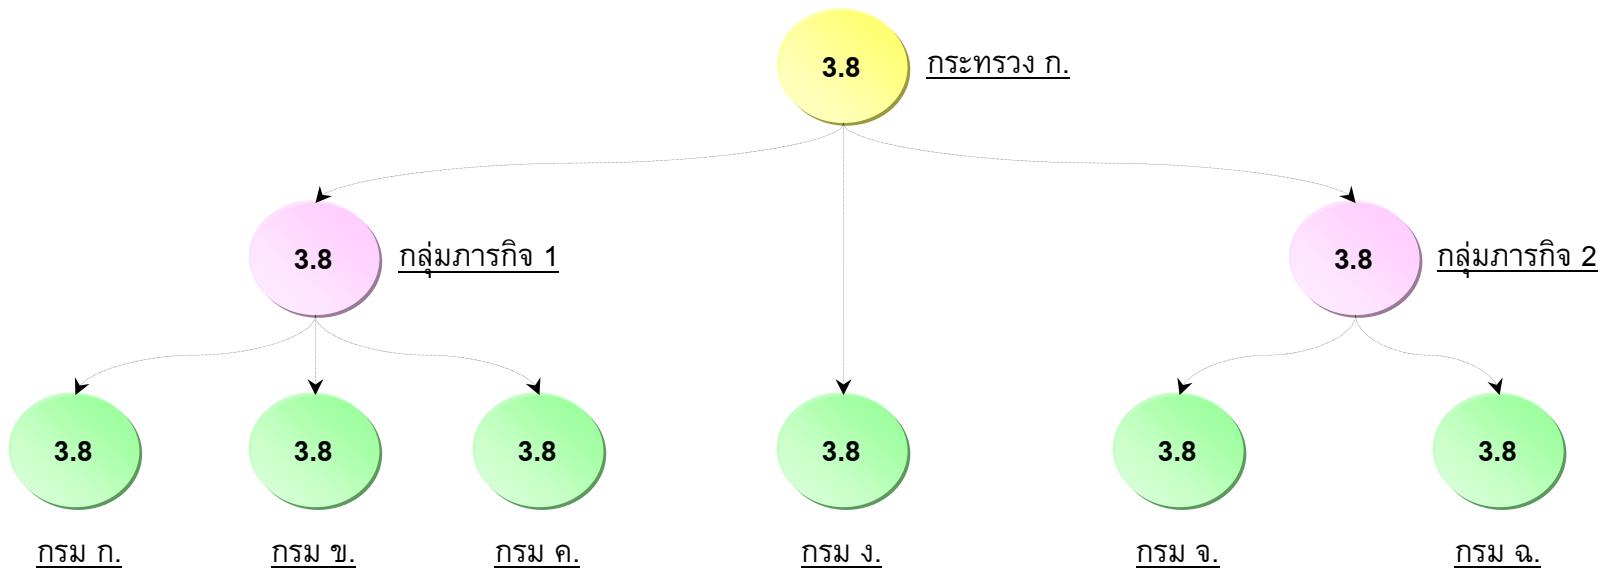 3.8 กระทรวง ก.
3.8 กลุ่มภารกิจ 1
3.8 กลุ่มภารกิจ 2
3.8 3.8 3.8 3.8 3.8 3.8
กรม ก. กรม ข. กรม ค. กรม ง. กรม จ. กรม ฉ.